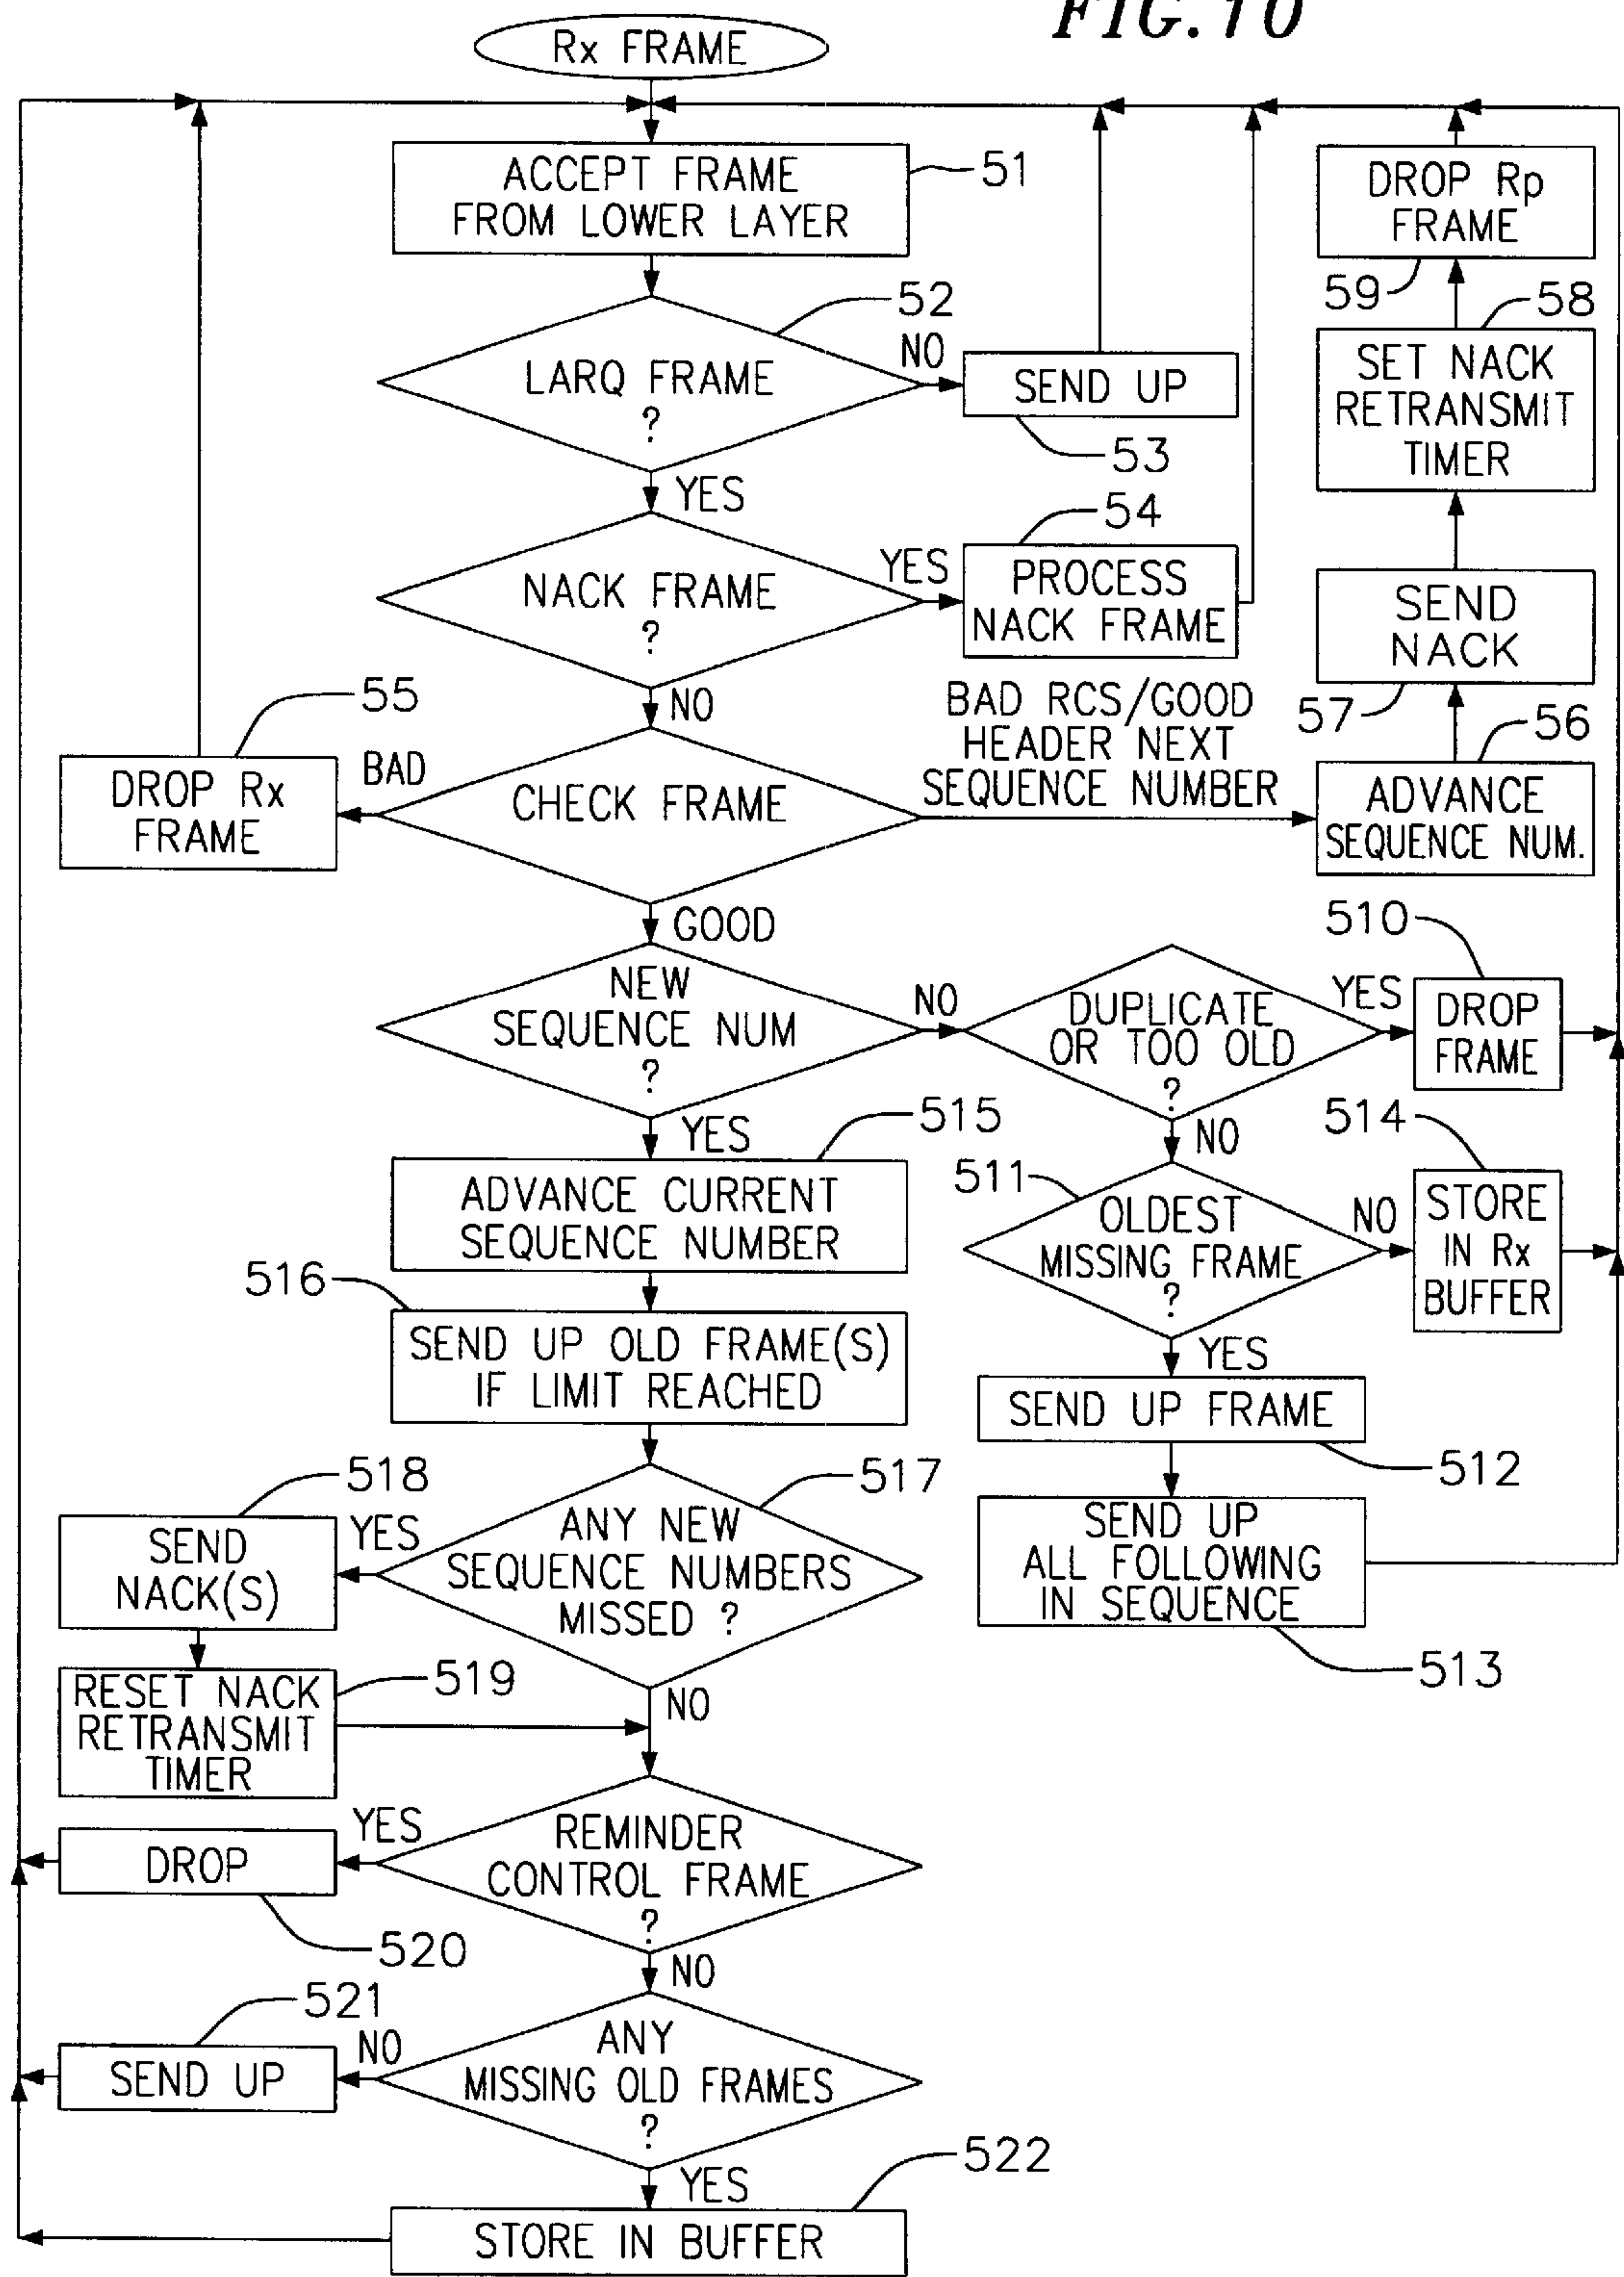 FIG. 10
Rx FRAME
ACCEPT FRAME
FROM LOWER LAYER
51
DROP Rp
FRAME
59
52
LARQ FRAME
?
NO
SEND UP
53
58
SET NACK
RETRANSMIT
TIMER
YES
54
NACK FRAME
?
YES
PROCESS
NACK FRAME
SEND
NACK
57
NO
55
DROP Rx
FRAME
BAD
CHECK FRAME
BAD RCS/GOOD
HEADER NEXT
SEQUENCE NUMBER
56
ADVANCE
SEQUENCE NUM.
GOOD
NEW
SEQUENCE NUM
?
NO
DUPLICATE
OR TOO OLD
?
YES
510
DROP
FRAME
YES
515
ADVANCE CURRENT
SEQUENCE NUMBER
NO
511
OLDEST
MISSING FRAME
?
NO
514
STORE
IN Rx
BUFFER
516
SEND UP OLD FRAME(S)
IF LIMIT REACHED
YES
SEND UP FRAME
512
518
SEND
NACK(S)
YES
517
ANY NEW
SEQUENCE NUMBERS
MISSED ?
SEND UP
ALL FOLLOWING
IN SEQUENCE
513
RESET NACK
RETRANSMIT
TIMER
519
NO
YES
DROP
520
REMINDER
CONTROL FRAME
?
NO
521
SEND UP
NO
ANY
MISSING OLD FRAMES
?
YES
522
STORE IN BUFFER